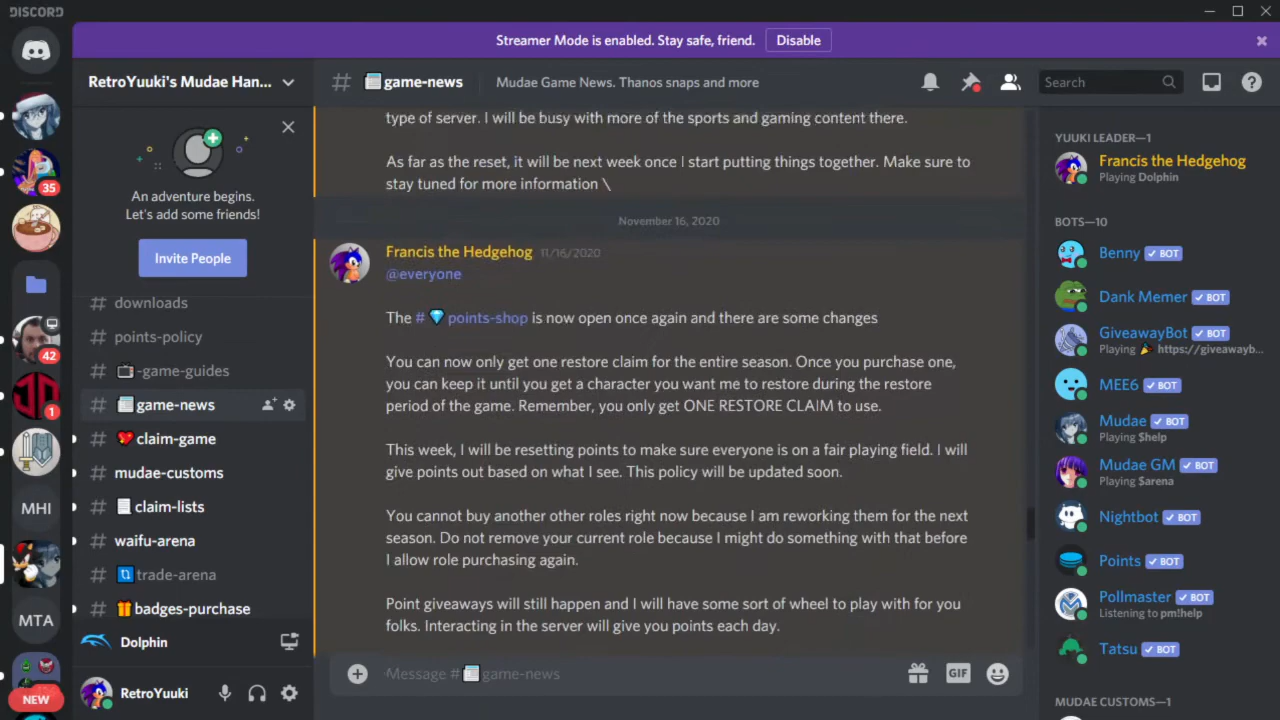 DISCORD
Streamer Mode is enabled. Stay safe, friend.
Disable
RetroYuuki's Mudae Han...
# game-news
Mudae Game News. Thanos snaps and more
Search
35
42
1
MHI
MTA
NEW
An adventure begins.
Let's add some friends!
Invite People
# downloads
# points-policy
# -game-guides
# game-news
# claim-game
# mudae-customs
# claim-lists
# waifu-arena
# trade-arena
# badges-purchase
Dolphin
RetroYuuki
type of server. I will be busy with more of the sports and gaming content there.
As far as the reset, it will be next week once I start putting things together. Make sure to
stay tuned for more information \
November 16, 2020
Francis the Hedgehog 11/16/2020
@everyone
The # 💎 points-shop is now open once again and there are some changes
You can now only get one restore claim for the entire season. Once you purchase one,
you can keep it until you get a character you want me to restore during the restore
period of the game. Remember, you only get ONE RESTORE CLAIM to use.
This week, I will be resetting points to make sure everyone is on a fair playing field. I will
give points out based on what I see. This policy will be updated soon.
You cannot buy another other roles right now because I am reworking them for the next
season. Do not remove your current role because I might do something with that before
I allow role purchasing again.
Point giveaways will still happen and I will have some sort of wheel to play with for you
folks. Interacting in the server will give you points each day.
Message # game-news
GIF
YUUKI LEADER—1
Francis the Hedgehog
Playing Dolphin
BOTS—10
Benny ✓ BOT
Dank Memer ✓ BOT
GiveawayBot ✓ BOT
Playing 🎉 https://giveawayb...
MEE6 ✓ BOT
Mudae ✓ BOT
Playing $help
Mudae GM ✓ BOT
Playing $arena
Nightbot ✓ BOT
Points ✓ BOT
Pollmaster ✓ BOT
Listening to pm!help
Tatsu ✓ BOT
MUDAE CUSTOMS—1